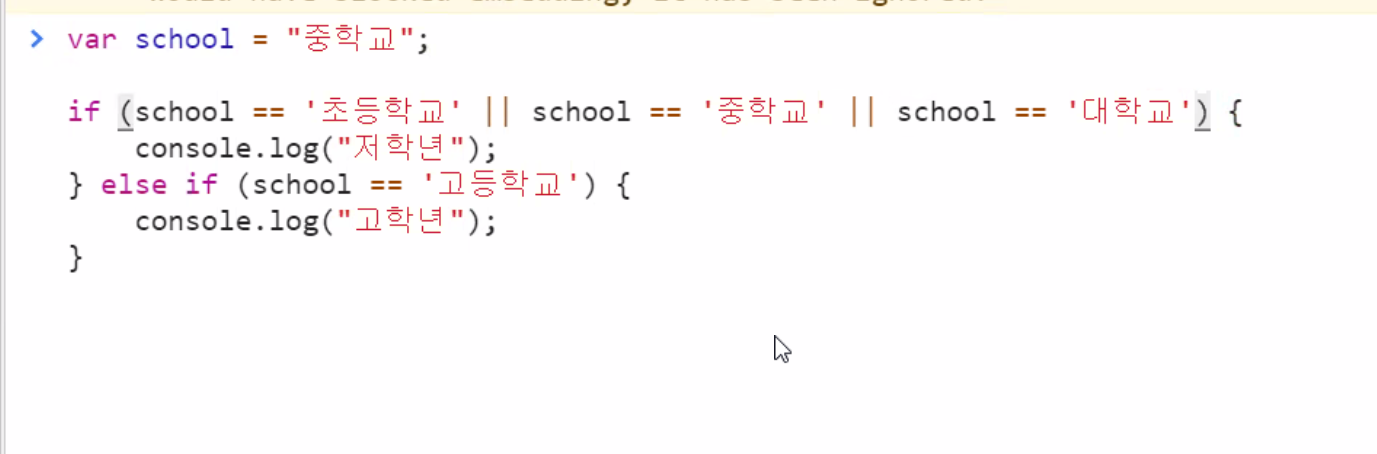 var school = "중학교";
if (school == '초등학교' || school == '중학교' || school == '대학교') {
console.log("저학년");
} else if (school == '고등학교') {
console.log("고학년");
}